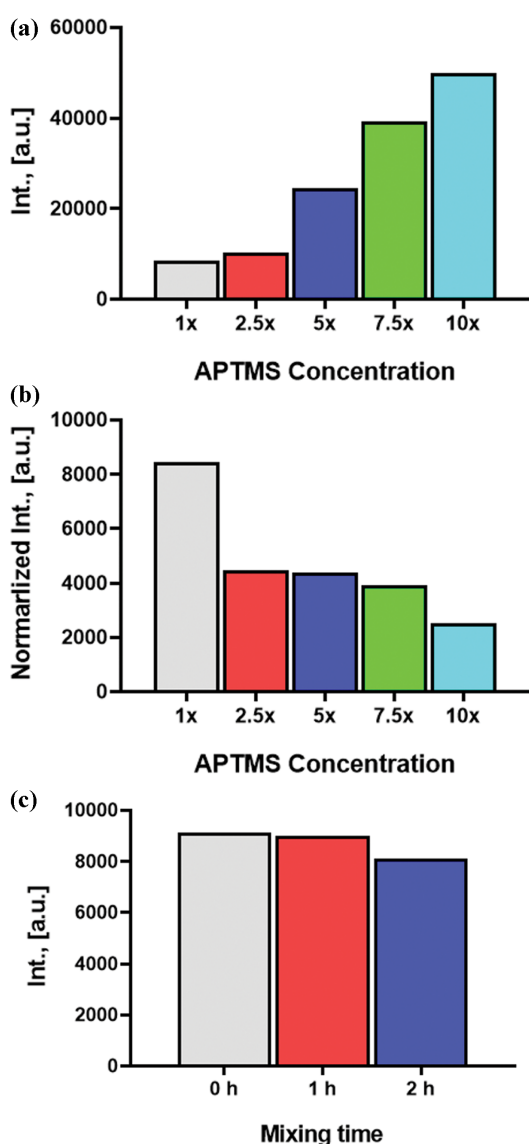 (a)
Int., [a.u.]
60000
40000
20000
0
1x 2.5x 5x 7.5x 10x
APTMS Concentration
(b)
Normarlized Int., [a.u.]
10000
8000
6000
4000
2000
0
1x 2.5x 5x 7.5x 10x
APTMS Concentration
(c)
Int., [a.u.]
10000
8000
6000
4000
2000
0
0 h 1 h 2 h
Mixing time